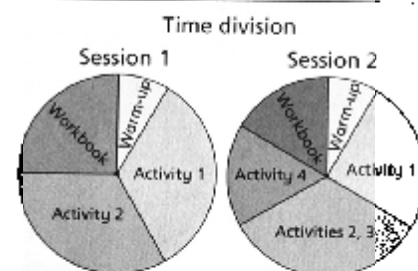 Time division
Session 1
Workbook
Warm-up
Activity 1
Activity 2
Session 2
Workbook
Warm-up
Activity 1
Activity 4
Activities 2, 3